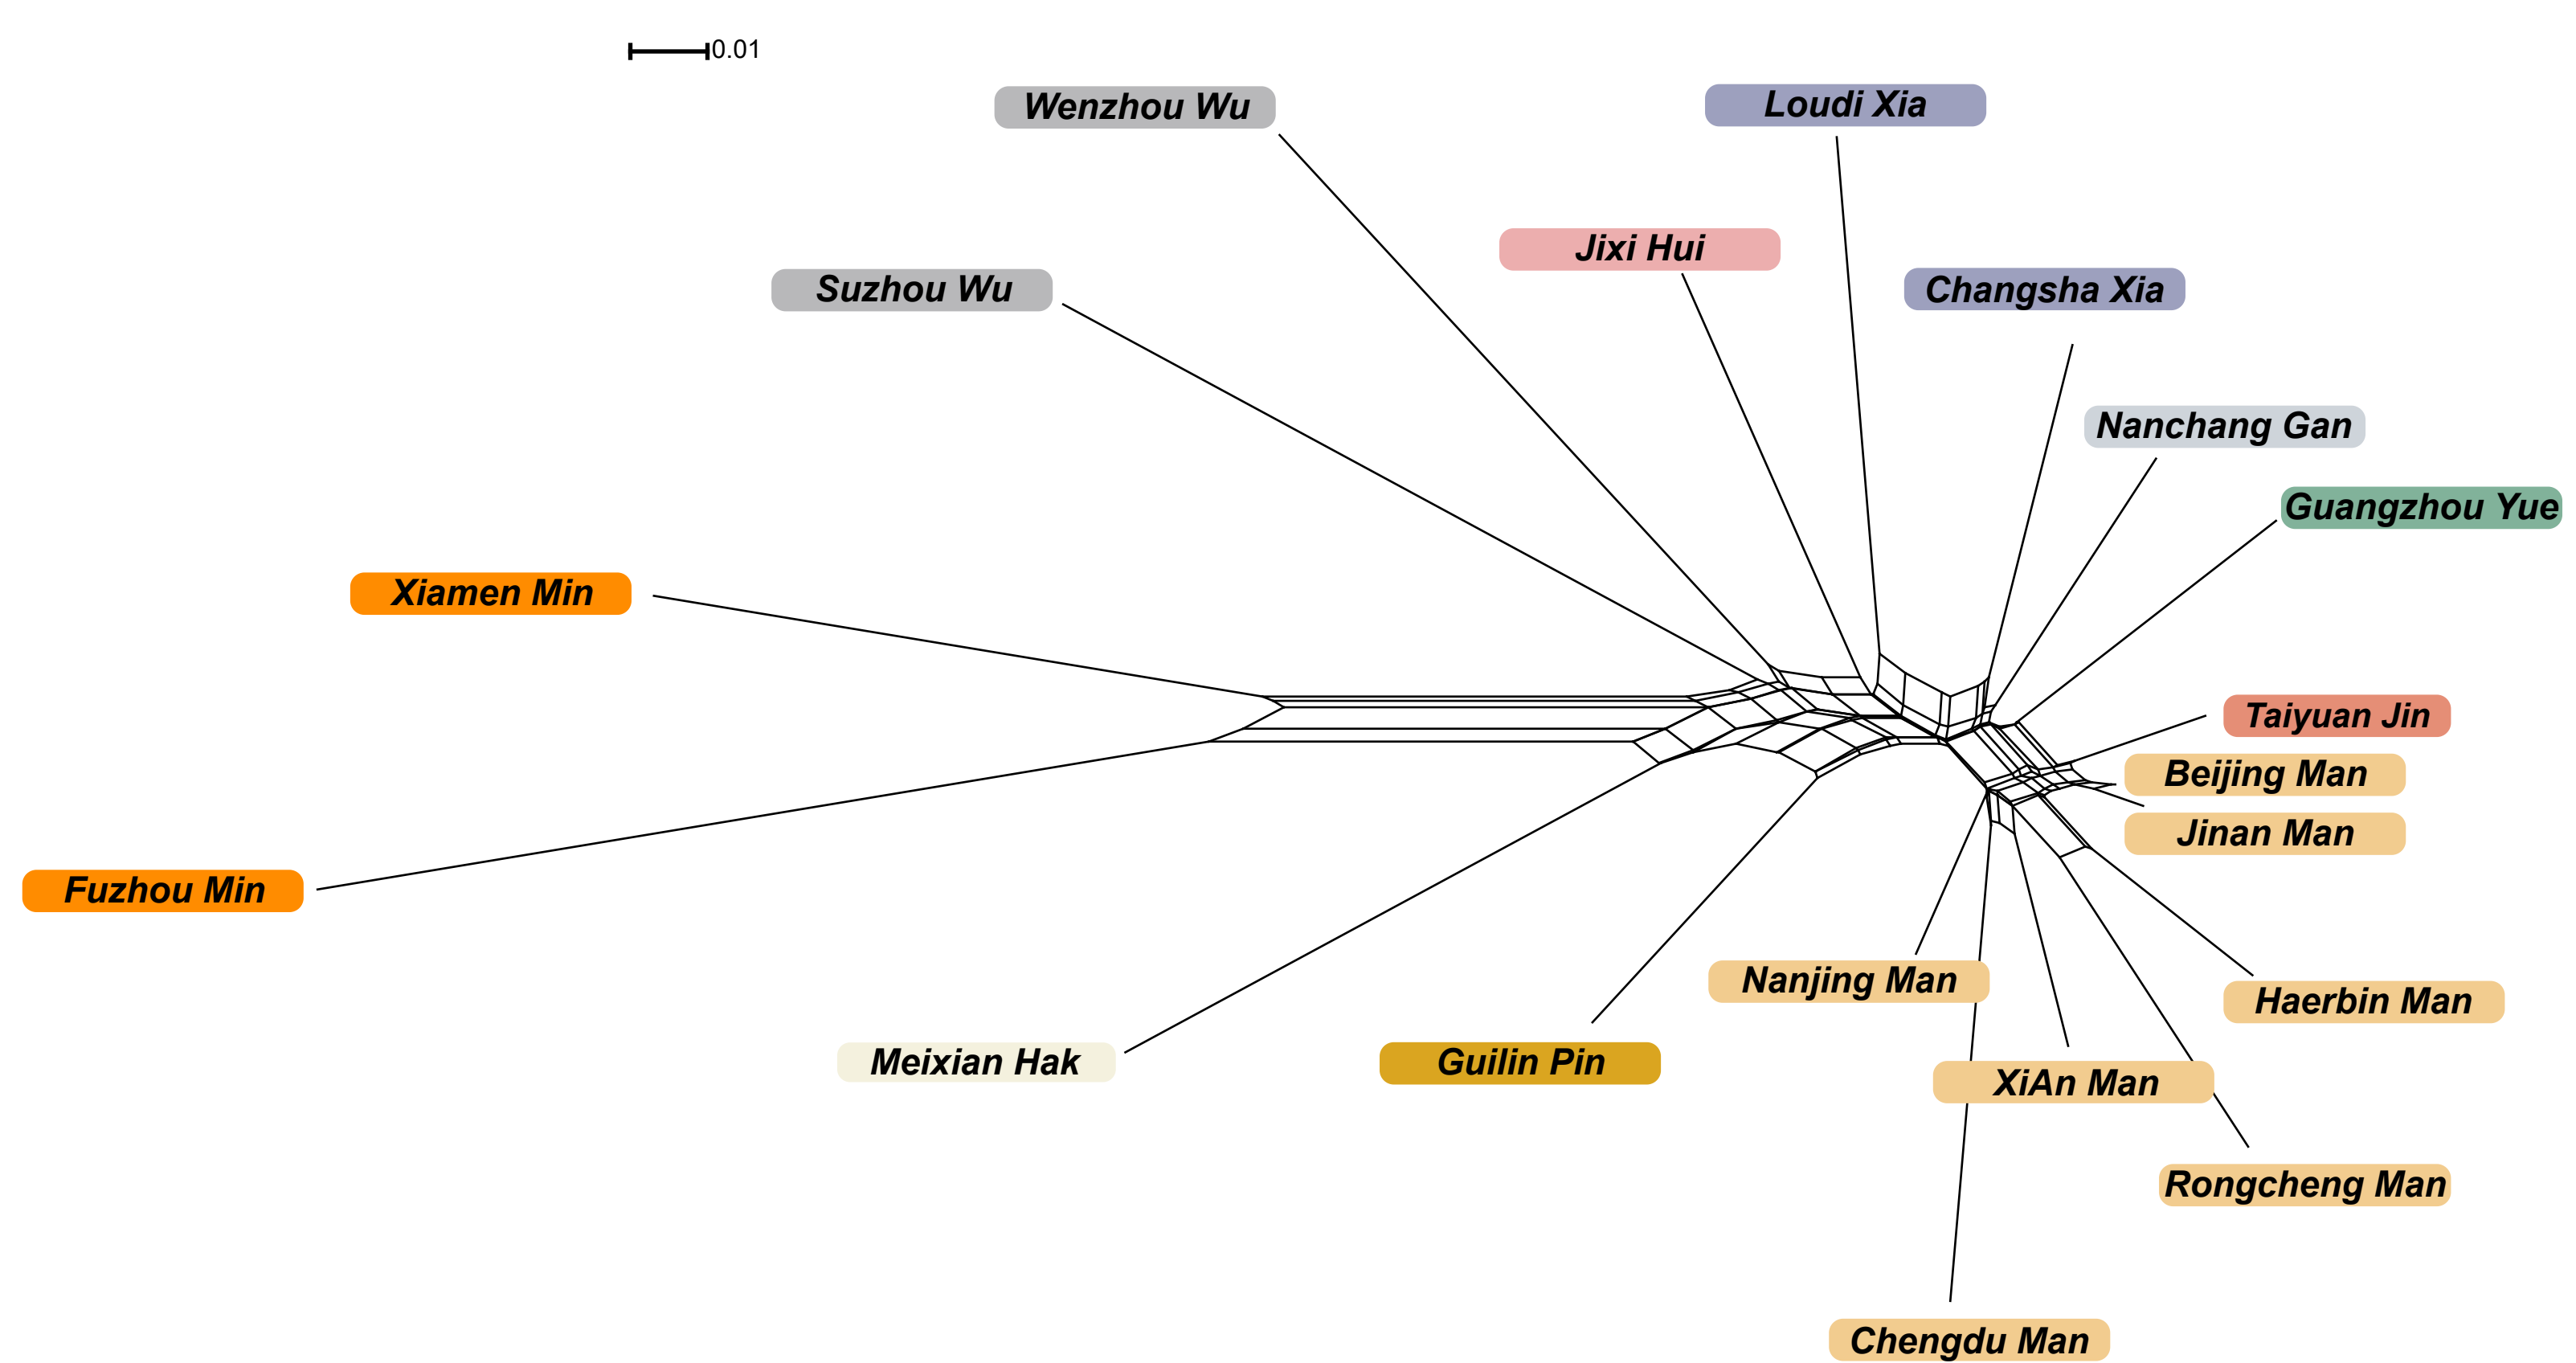 0.01
Wenzhou Wu
Loudi Xia
Jixi Hui
Suzhou Wu
Changsha Xia
Nanchang Gan
Guangzhou Yue
Xiamen Min
Taiyuan Jin
Beijing Man
Jinan Man
Fuzhou Min
Nanjing Man
Haerbin Man
Meixian Hak
Guilin Pin
XiAn Man
Rongcheng Man
Chengdu Man